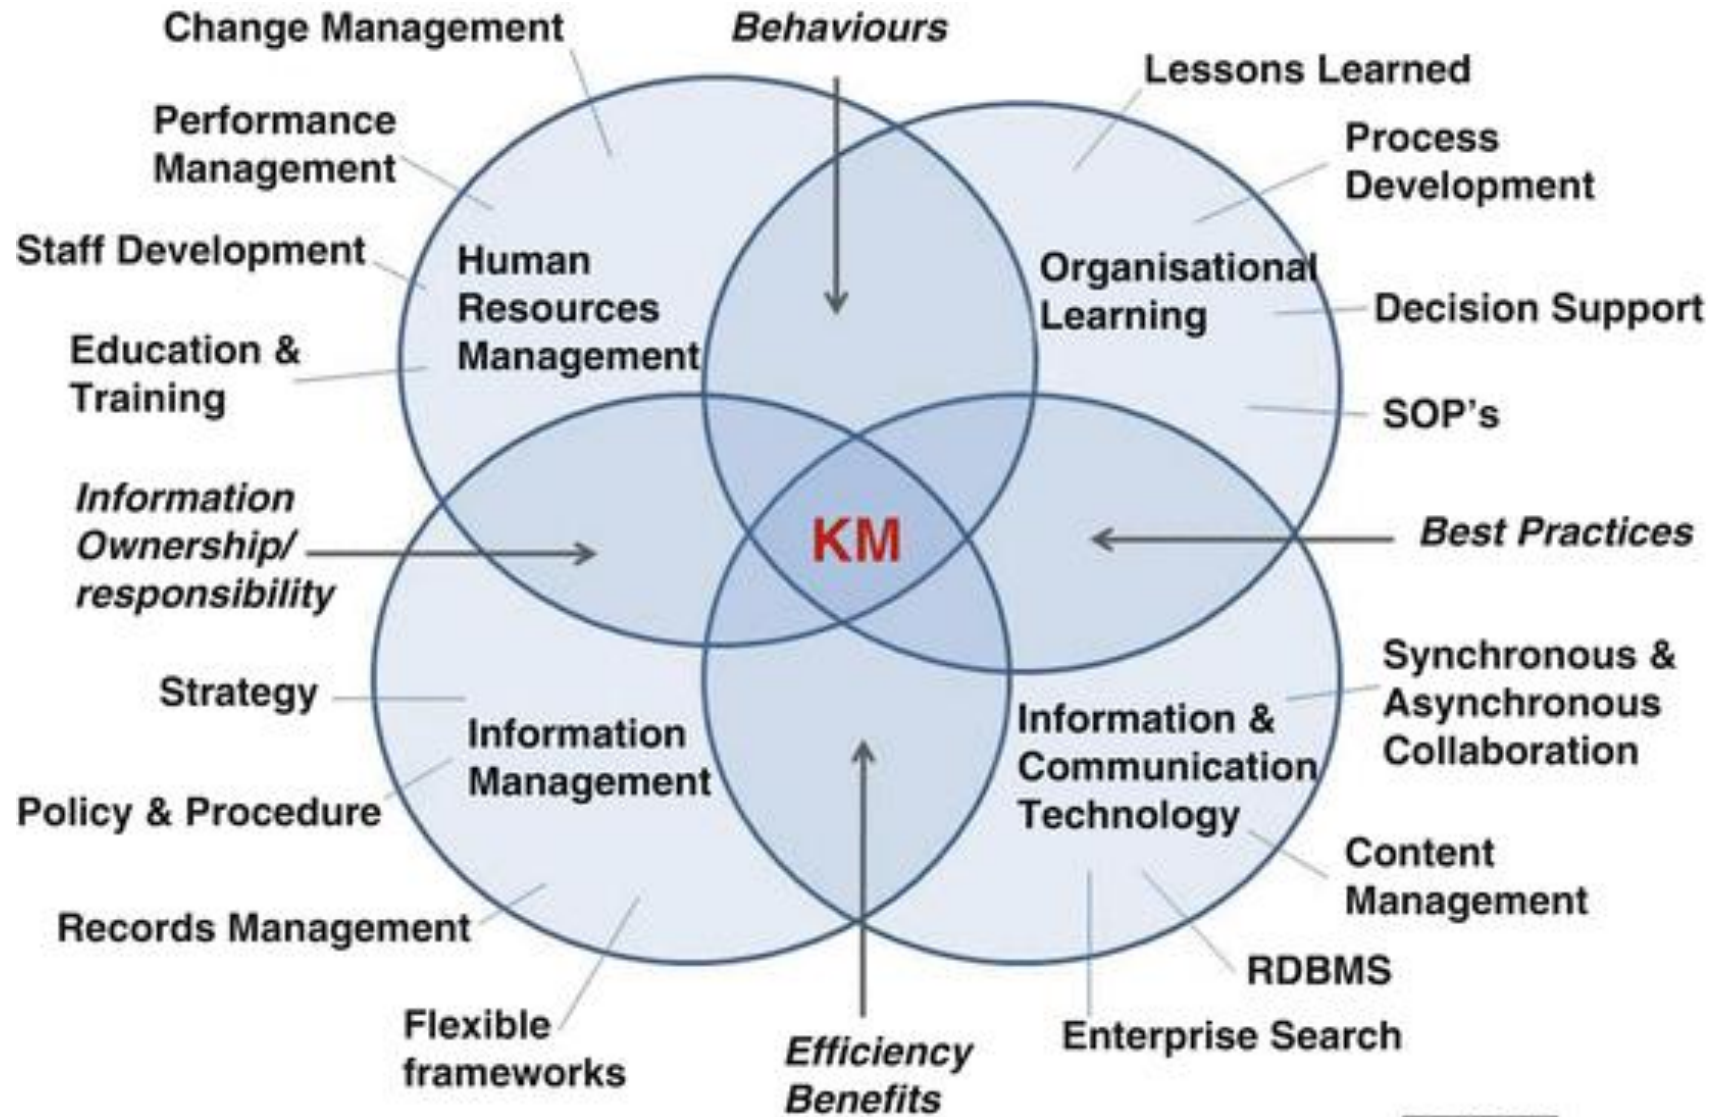 Change Management
Behaviours
Lessons Learned
Performance
Management
Process
Development
Staff Development
Human
Resources
Management
Organisational
Learning
Decision Support
Education &
Training
SOP's
Information
Ownership/
responsibility
KM
Best Practices
Strategy
Information
Management
Information &
Communication
Technology
Synchronous &
Asynchronous
Collaboration
Policy & Procedure
Content
Management
Records Management
RDBMS
Flexible
frameworks
Efficiency
Benefits
Enterprise Search